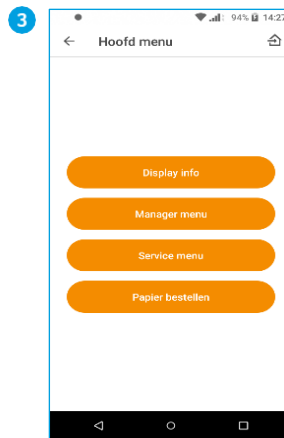 3
94% 14:27
Hoofd menu
Display info
Manager menu
Service menu
Papier bestellen